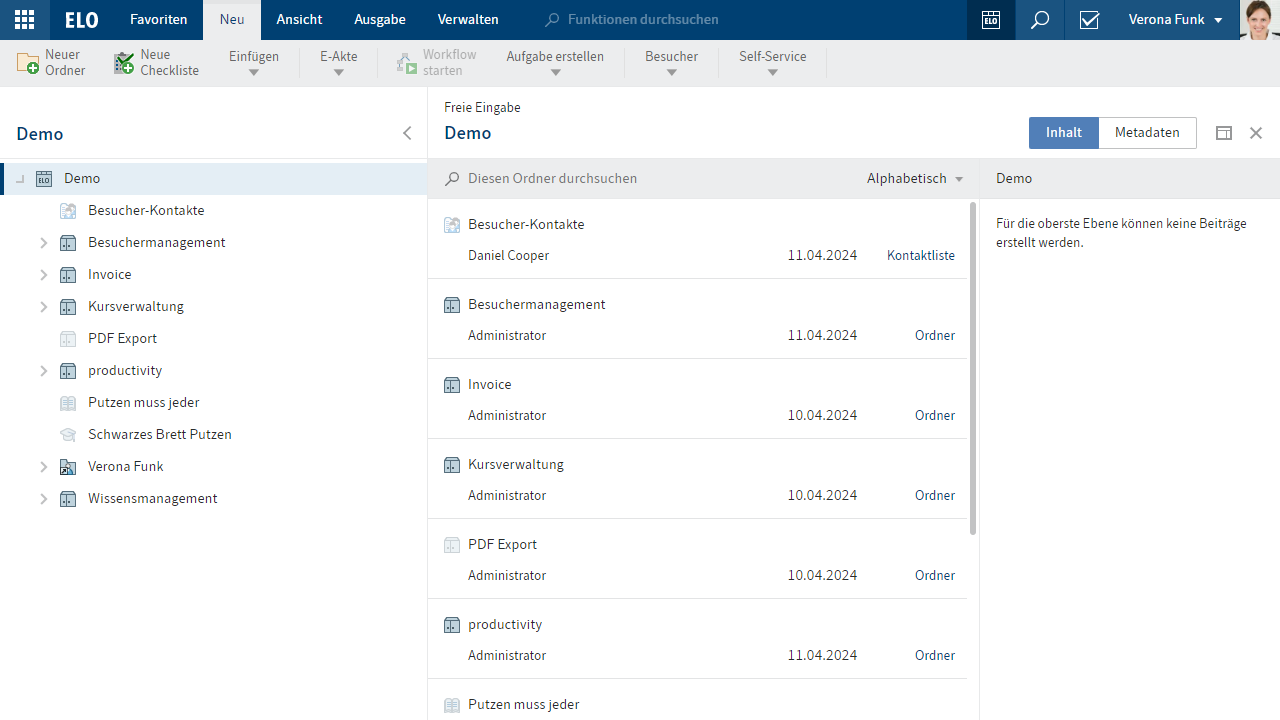 ELO Favoriten Neu Ansicht Ausgabe Verwalten Funktionen durchsuchen ELO Verona Funk
Neuer Ordner Neue Checkliste Einfügen E-Akte Workflow starten Aufgabe erstellen Besucher Self-Service
Demo
ELO Demo
Besucher-Kontakte
Besuchermanagement
Invoice
Kursverwaltung
PDF Export
productivity
Putzen muss jeder
Schwarzes Brett Putzen
Verona Funk
Wissensmanagement
Freie Eingabe
Demo
Inhalt Metadaten
Diesen Ordner durchsuchen Alphabetisch
Besucher-Kontakte
Daniel Cooper 11.04.2024 Kontaktliste
Besuchermanagement
Administrator 11.04.2024 Ordner
Invoice
Administrator 10.04.2024 Ordner
Kursverwaltung
Administrator 10.04.2024 Ordner
PDF Export
Administrator 10.04.2024 Ordner
productivity
Administrator 11.04.2024 Ordner
Putzen muss jeder
Demo
Für die oberste Ebene können keine Beiträge
erstellt werden.